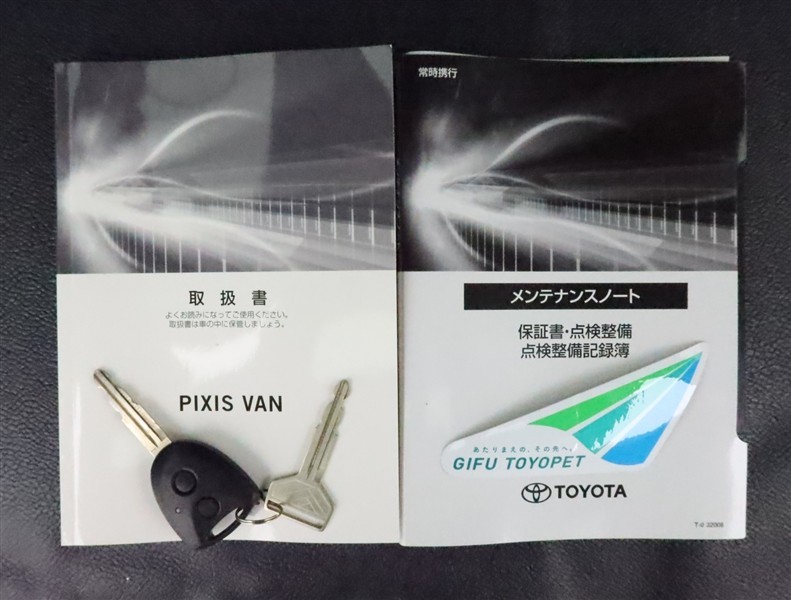 取扱書
よくお読みになってご使用ください。
取扱書は車の中に保管しましょう。
PIXIS VAN
常時携行
メンテナンスノート
保証書・点検整備
点検整備記録簿
あたりまえの、その先へ。
GIFU TOYOPET
TOYOTA